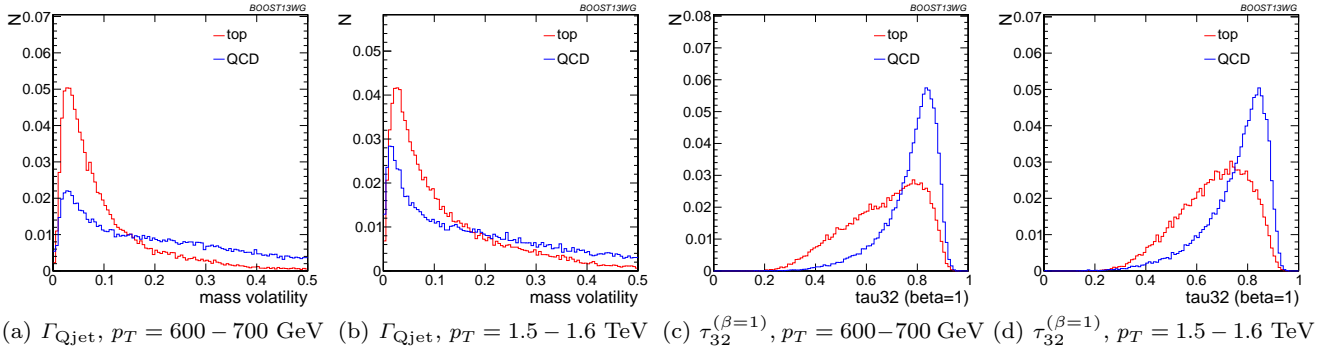 BOOST13WG
N
0.07
0.06
0.05
0.04
0.03
0.02
0.01
0
top
QCD
0 0.1 0.2 0.3 0.4 0.5
mass volatility
BOOST13WG
N
0.05
0.04
0.03
0.02
0.01
0
top
QCD
0 0.1 0.2 0.3 0.4 0.5
mass volatility
BOOST13WG
N
0.08
0.07
0.06
0.05
0.04
0.03
0.02
0.01
0.00
top
QCD
0 0.2 0.4 0.6 0.8 1
tau32 (beta=1)
BOOST13WG
N
0.07
0.06
0.05
0.04
0.03
0.02
0.01
0.00
top
QCD
0 0.2 0.4 0.6 0.8 1
tau32 (beta=1)
(a) Γ_Qjet, p_T = 600 – 700 GeV
(b) Γ_Qjet, p_T = 1.5 – 1.6 TeV
(c) τ_32^(β=1), p_T = 600–700 GeV
(d) τ_32^(β=1), p_T = 1.5 – 1.6 TeV